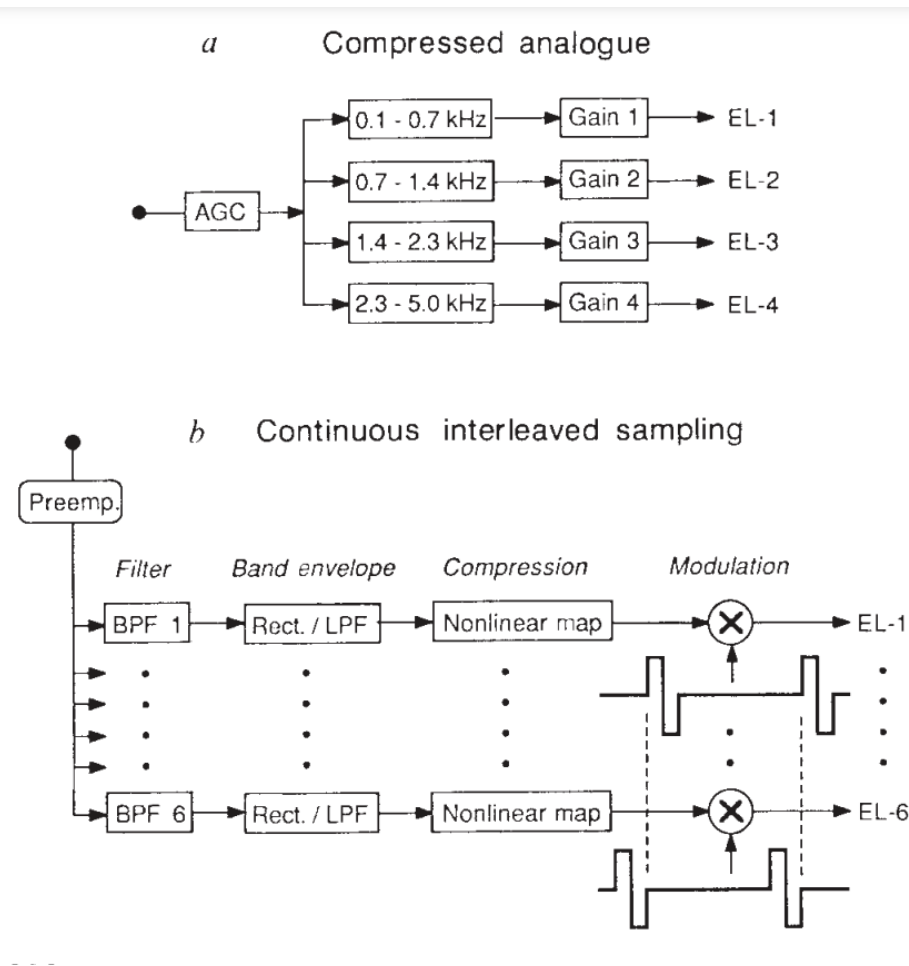 a Compressed analogue
0.1 - 0.7 kHz Gain 1 EL-1
0.7 - 1.4 kHz Gain 2 EL-2
AGC
1.4 - 2.3 kHz Gain 3 EL-3
2.3 - 5.0 kHz Gain 4 EL-4
b Continuous interleaved sampling
Preemp.
Filter Band envelope Compression Modulation
BPF 1 Rect. / LPF Nonlinear map EL-1
BPF 6 Rect. / LPF Nonlinear map EL-6